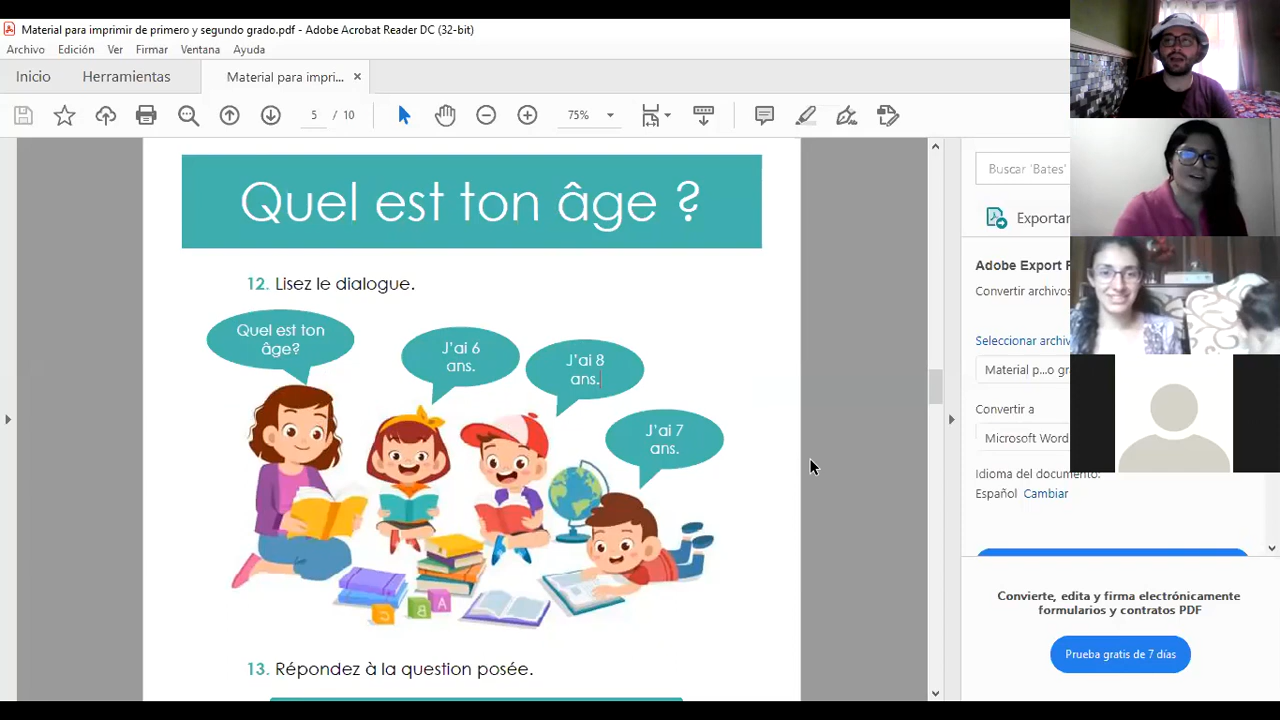 Material para imprimir de primero y segundo grado.pdf - Adobe Acrobat Reader DC (32-bit)
Archivo Edición Ver Firmar Ventana Ayuda
Inicio Herramientas Material para impri... ×
5 / 10 75%
Quel est ton âge ?
12. Lisez le dialogue.
Quel est ton
âge?
J'ai 6
ans.
J'ai 8
ans.
J'ai 7
ans.
A
B
13. Répondez à la question posée.
Buscar 'Bates'
Exportar
Adobe Export
Convertir archivos
Seleccionar archiv
Material p...o gr
Convertir a
Microsoft Word
Idioma del documento:
Español Cambiar
Convierte, edita y firma electrónicamente
formularios y contratos PDF
Prueba gratis de 7 días